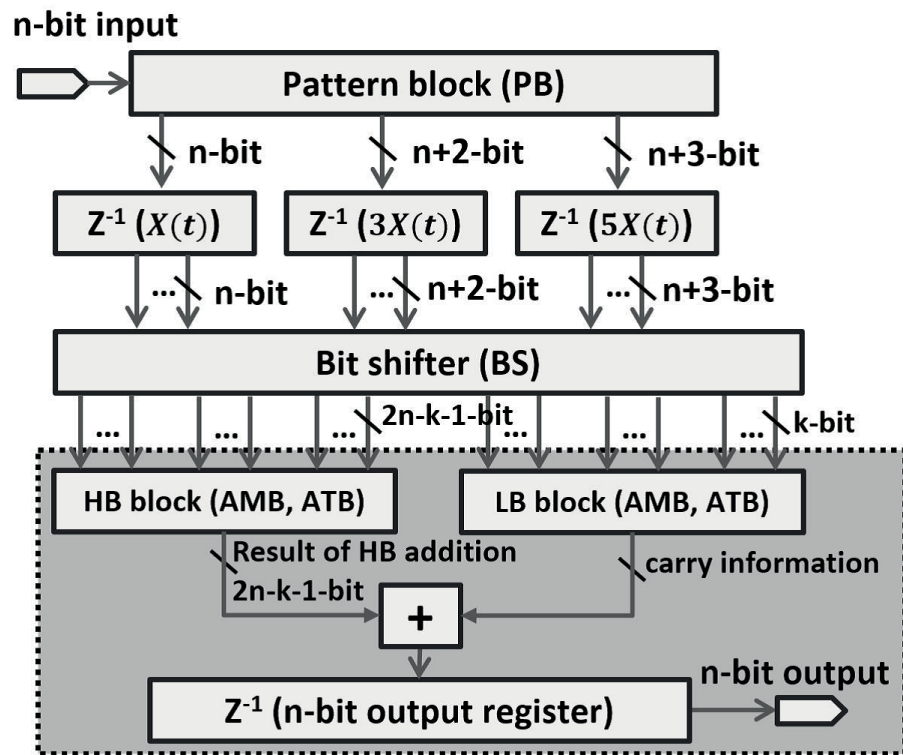 n-bit input
Pattern block (PB)
n-bit
n+2-bit
n+3-bit
Z⁻¹ (X(t))
Z⁻¹ (3X(t))
Z⁻¹ (5X(t))
... n-bit
... n+2-bit
... n+3-bit
Bit shifter (BS)
... ... ... 2n-k-1-bit ... ... ... k-bit
HB block (AMB, ATB)
LB block (AMB, ATB)
Result of HB addition
2n-k-1-bit
carry information
+
n-bit output
Z⁻¹ (n-bit output register)